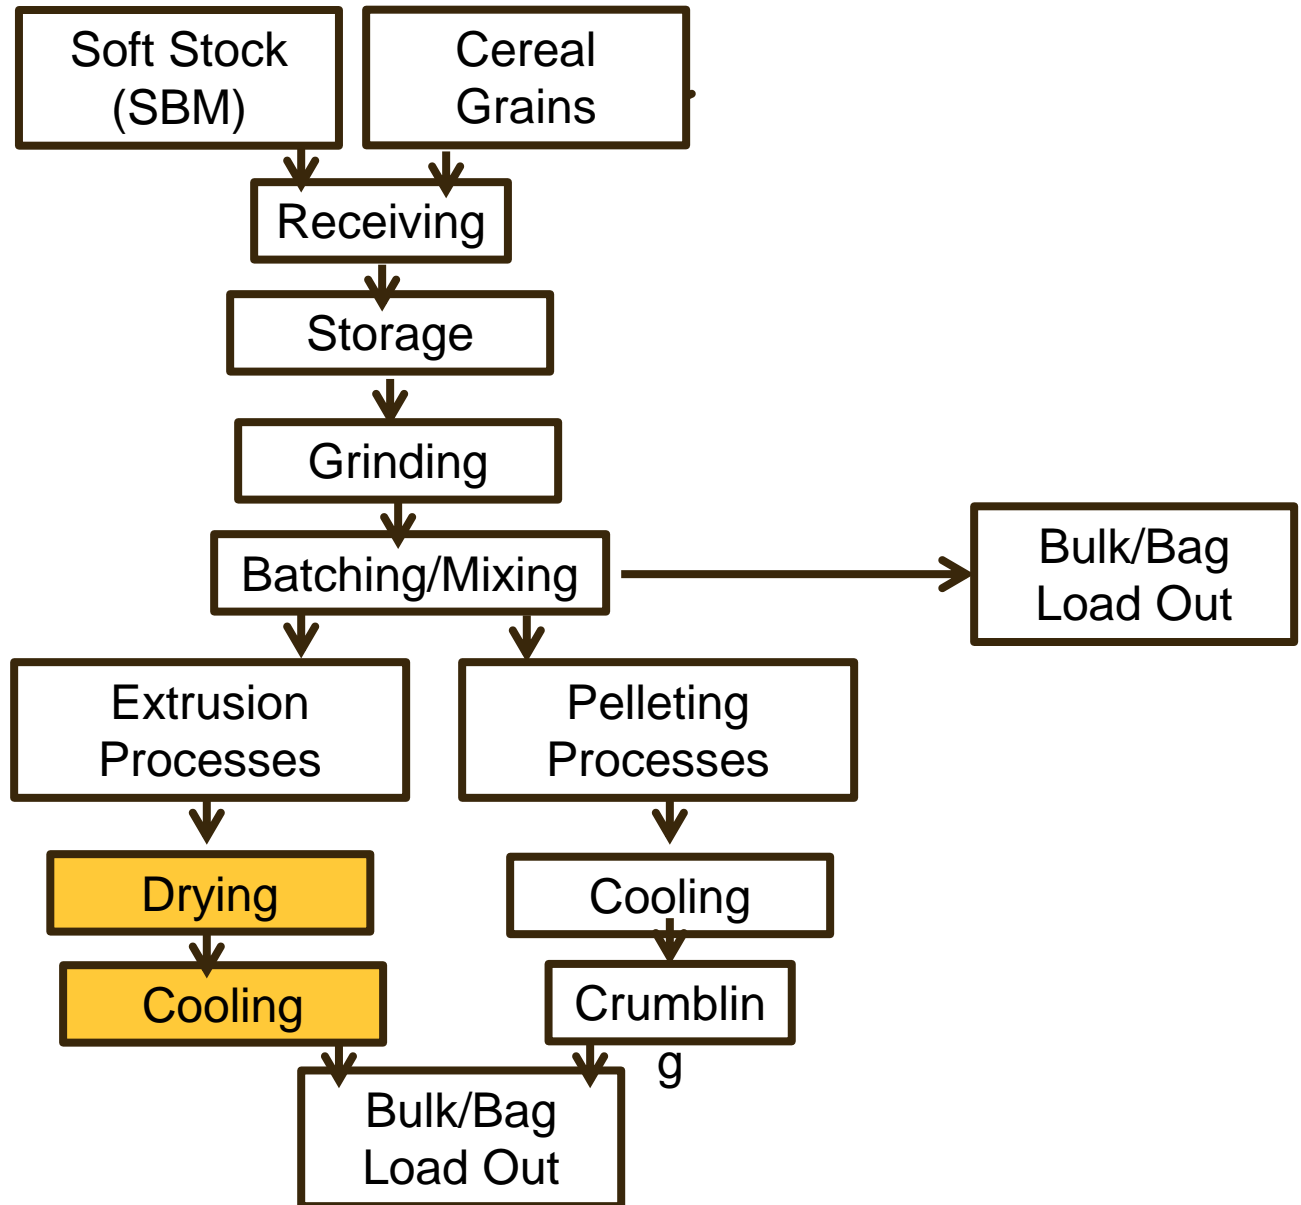 Soft Stock
(SBM)
Cereal
Grains
Receiving
Storage
Grinding
Batching/Mixing
Bulk/Bag
Load Out
Extrusion
Processes
Pelleting
Processes
Drying
Cooling
Cooling
Crumblin
g
Bulk/Bag
Load Out